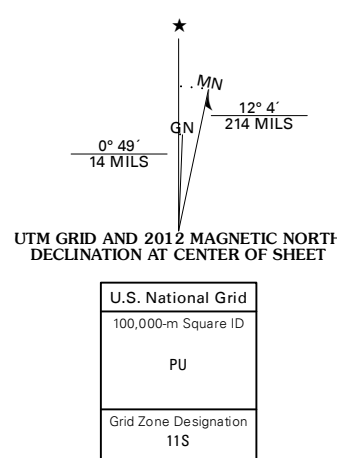 MN
12° 4´
214 MILS
GN
0° 49´
14 MILS
UTM GRID AND 2012 MAGNETIC NORTH
DECLINATION AT CENTER OF SHEET
U.S. National Grid
100,000-m Square ID
PU
Grid Zone Designation
11S